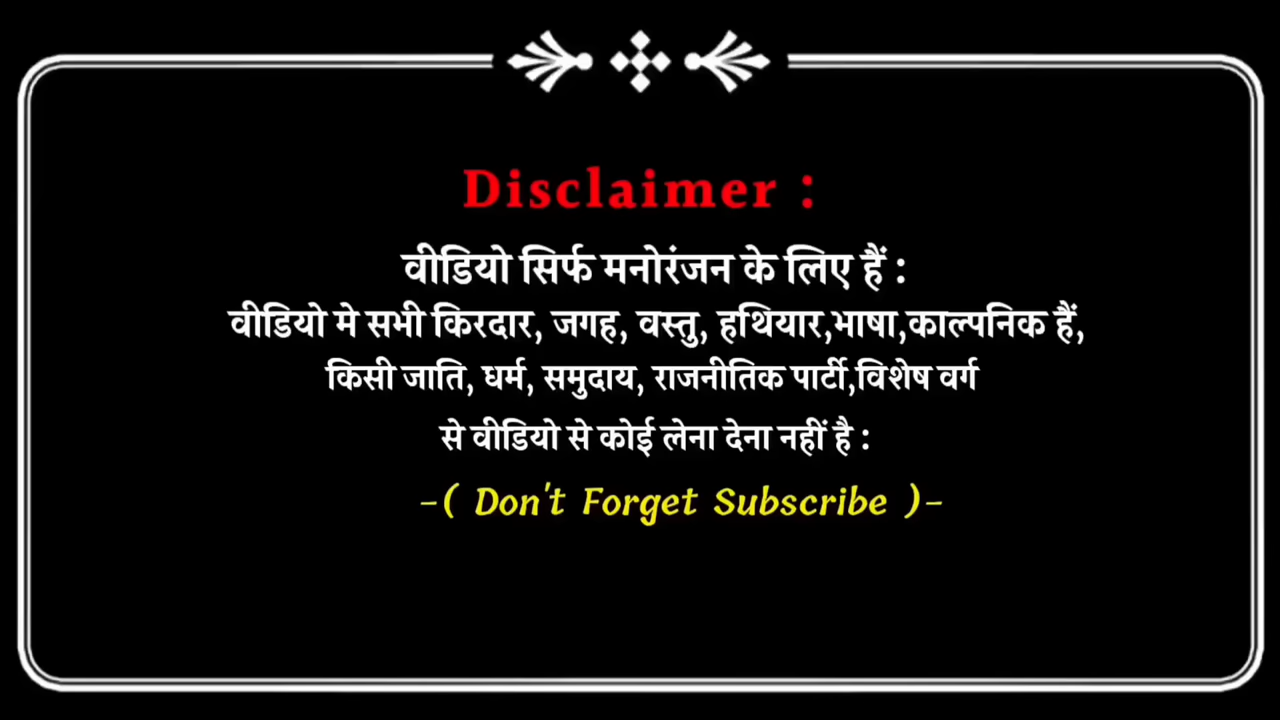 Disclaimer :
वीडियो सिर्फ मनोरंजन के लिए हैं :
वीडियो मे सभी किरदार, जगह, वस्तु, हथियार,भाषा,काल्पनिक हैं,
किसी जाति, धर्म, समुदाय, राजनीतिक पार्टी,विशेष वर्ग
से वीडियो से कोई लेना देना नहीं है :
-( Don't Forget Subscribe )-